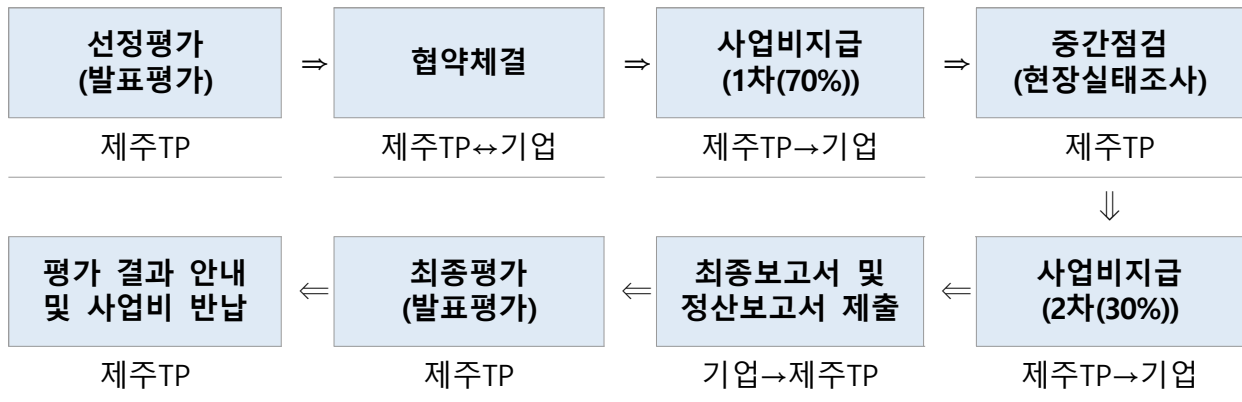 선정평가
(발표평가)
⇒
협약체결
⇒
사업비지급
(1차(70%))
⇒
중간점검
(현장실태조사)
제주TP
제주TP↔기업
제주TP→기업
제주TP
⇓
평가 결과 안내
및 사업비 반납
⇐
최종평가
(발표평가)
⇐
최종보고서 및
정산보고서 제출
⇐
사업비지급
(2차(30%))
제주TP
제주TP
기업→제주TP
제주TP→기업